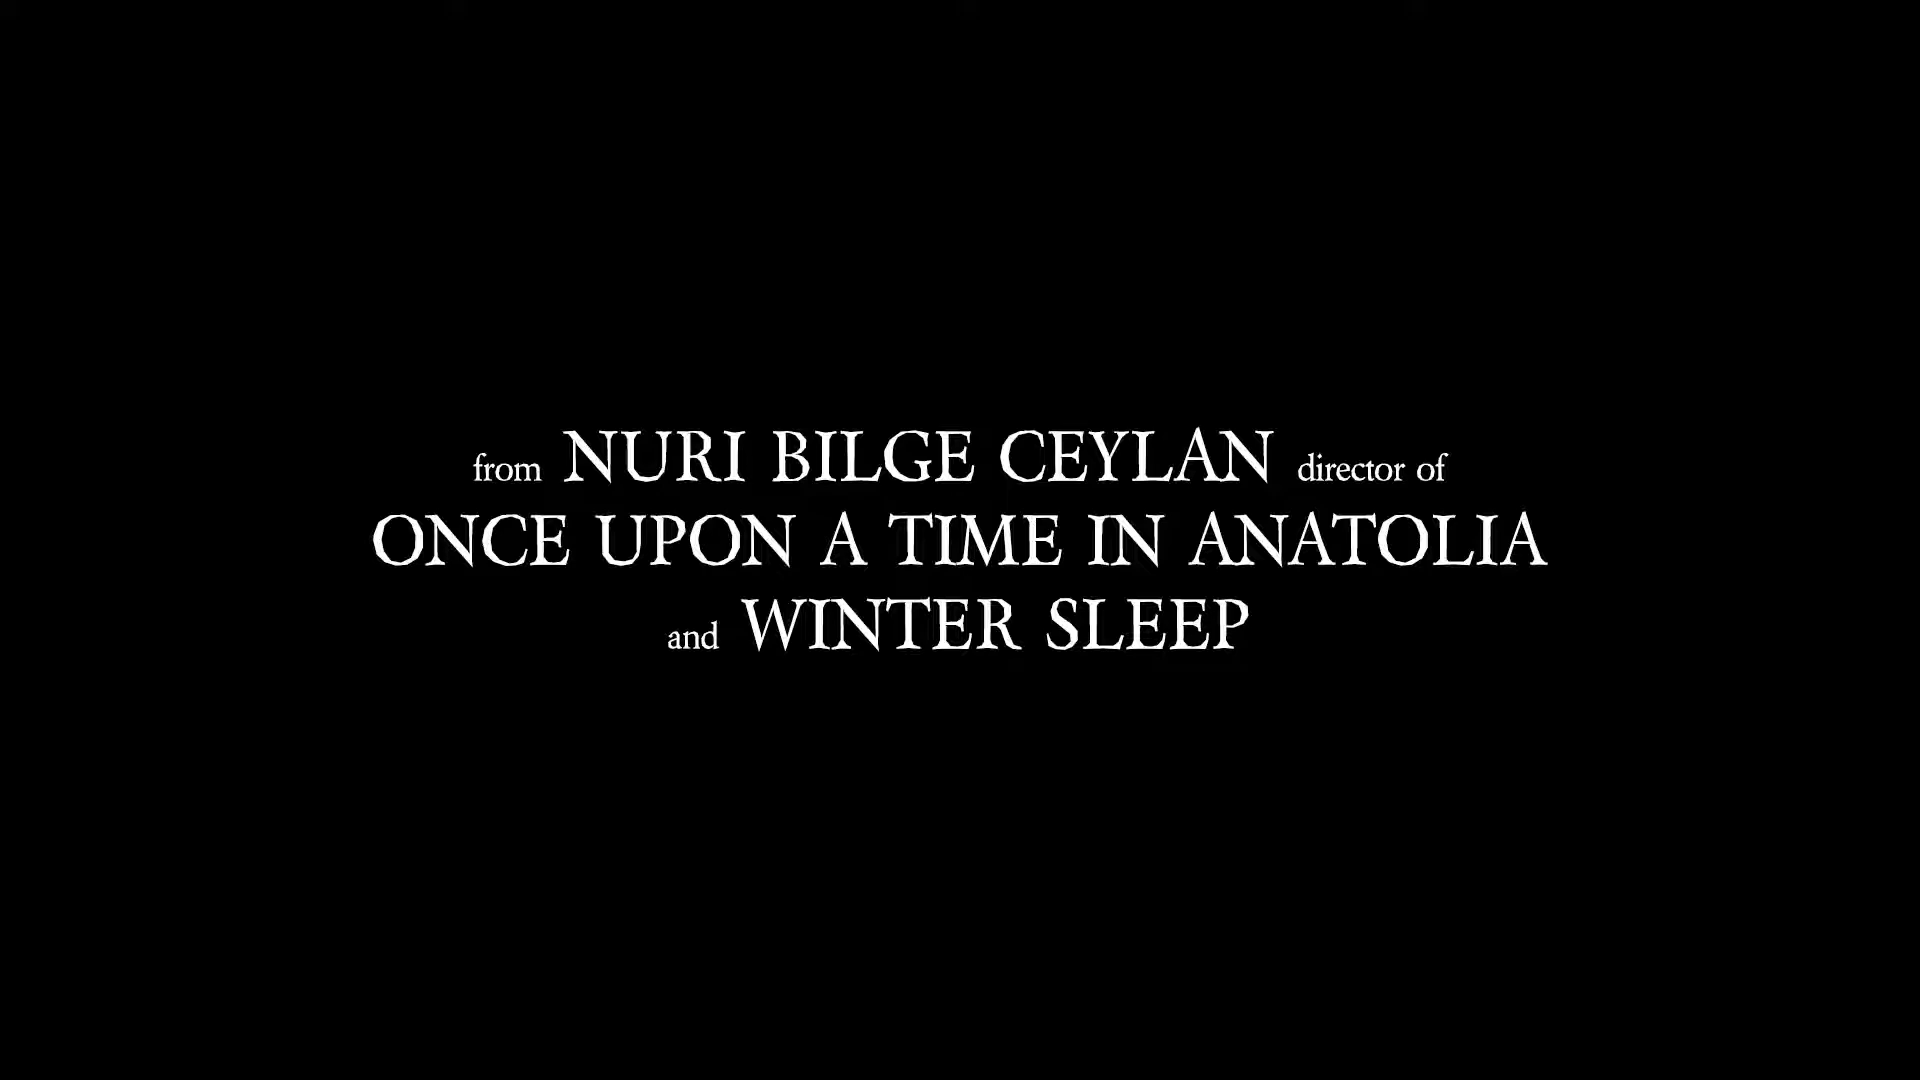 from NURI BILGE CEYLAN director of
ONCE UPON A TIME IN ANATOLIA
and WINTER SLEEP